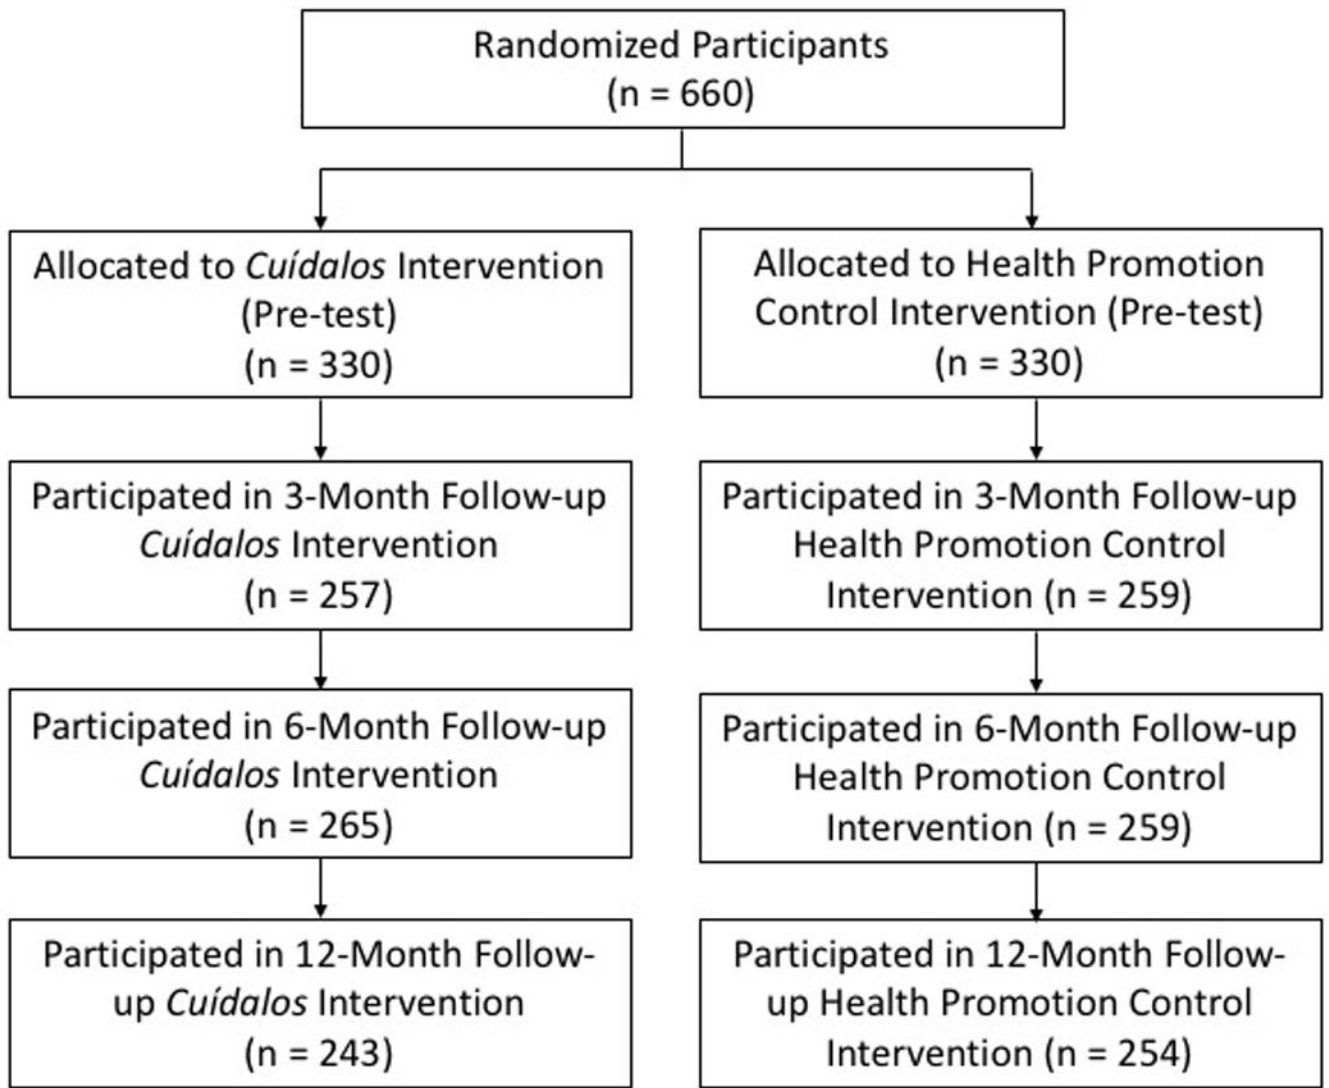 Randomized Participants
(n = 660)
Allocated to Cuídalos Intervention
(Pre-test)
(n = 330)
Allocated to Health Promotion
Control Intervention (Pre-test)
(n = 330)
Participated in 3-Month Follow-up
Cuídalos Intervention
(n = 257)
Participated in 3-Month Follow-up
Health Promotion Control
Intervention (n = 259)
Participated in 6-Month Follow-up
Cuídalos Intervention
(n = 265)
Participated in 6-Month Follow-up
Health Promotion Control
Intervention (n = 259)
Participated in 12-Month Follow-
up Cuídalos Intervention
(n = 243)
Participated in 12-Month Follow-
up Health Promotion Control
Intervention (n = 254)